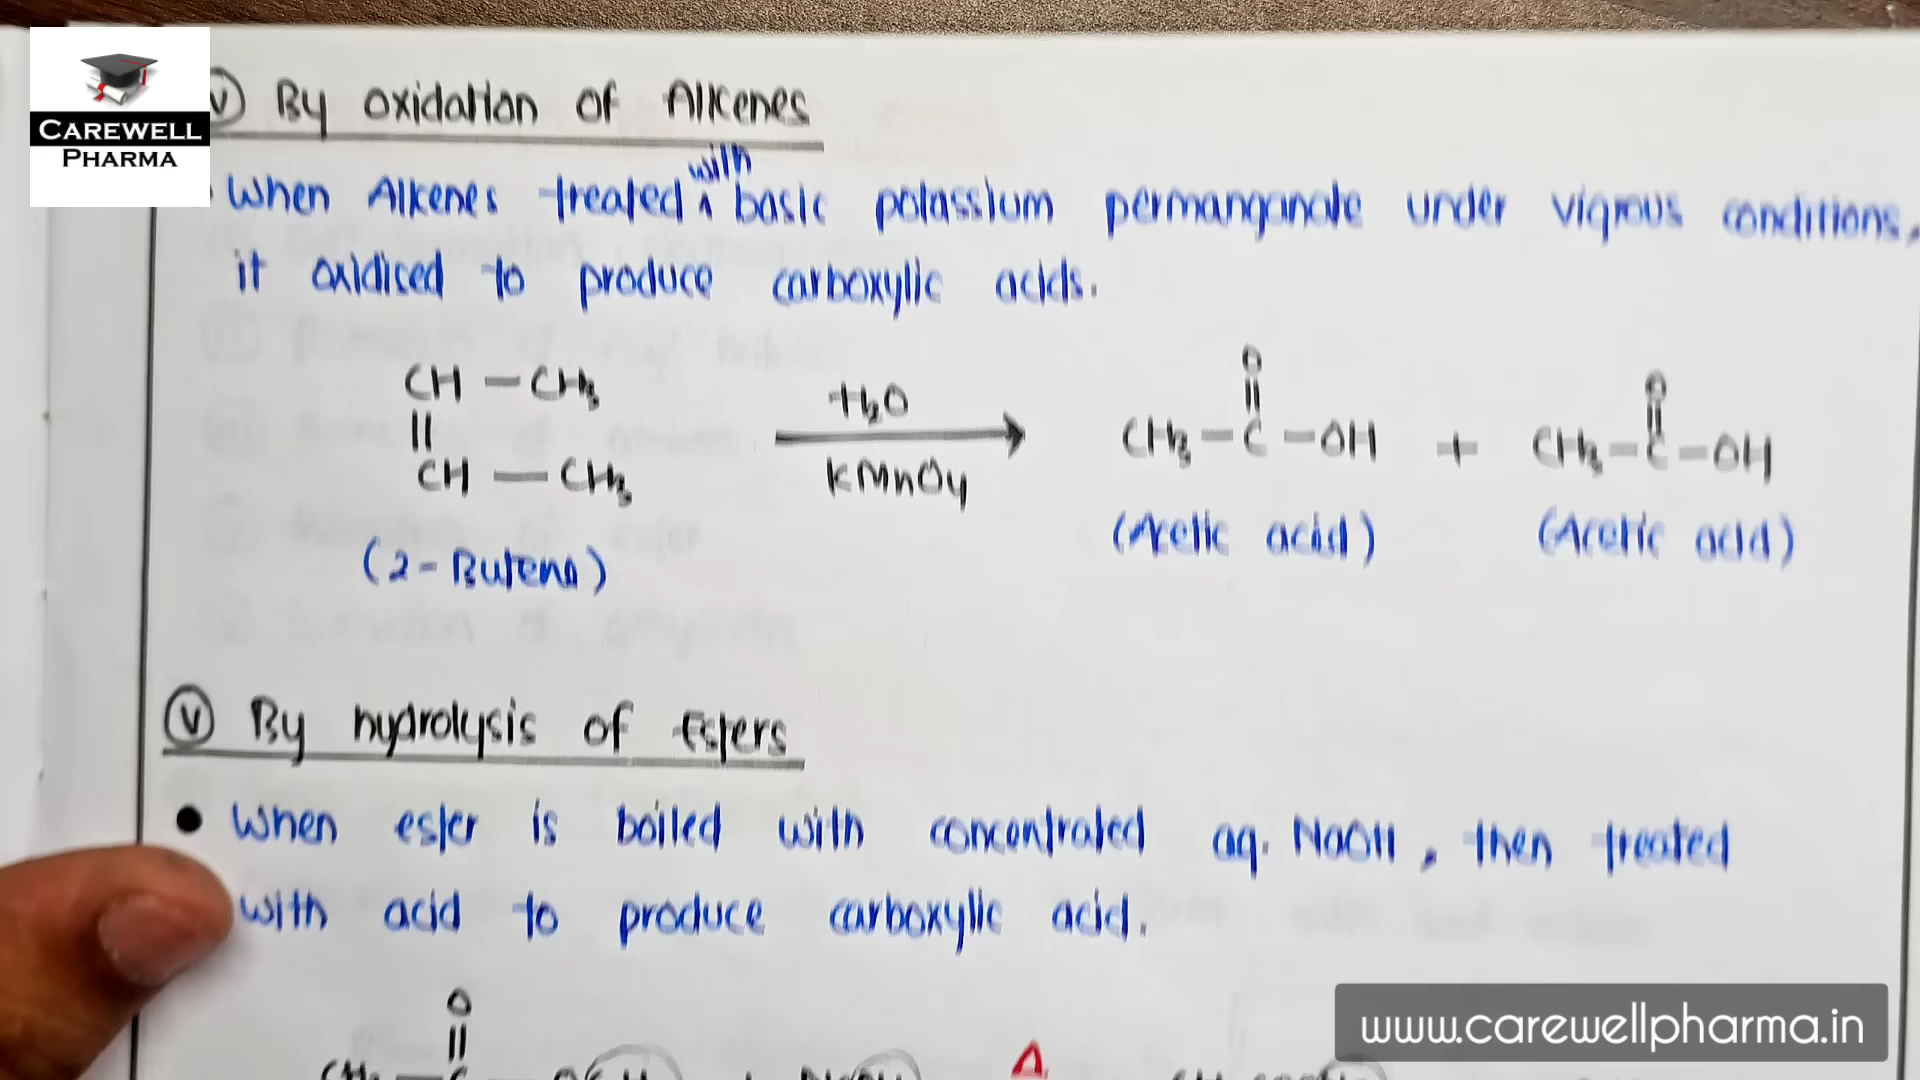 CAREWELL
PHARMA
V) By oxidation of Alkenes
with
When Alkenes treated ^ basic potassium permanganate under vigrous conditions,
it oxidised to produce carboxylic acids.
CH – CH₃
||
CH – CH₃
(2-Butene)
H₂O
KMnO₄
O
||
CH₃ – C – OH + CH₃ – C – OH
O
||
(Acetic acid)
(Acetic acid)
Ⓥ By hydrolysis of Esters
• When ester is boiled with concentrated aq. NaOH, then treated
with acid to produce carboxylic acid.
O
||
Δ
www.carewellpharma.in